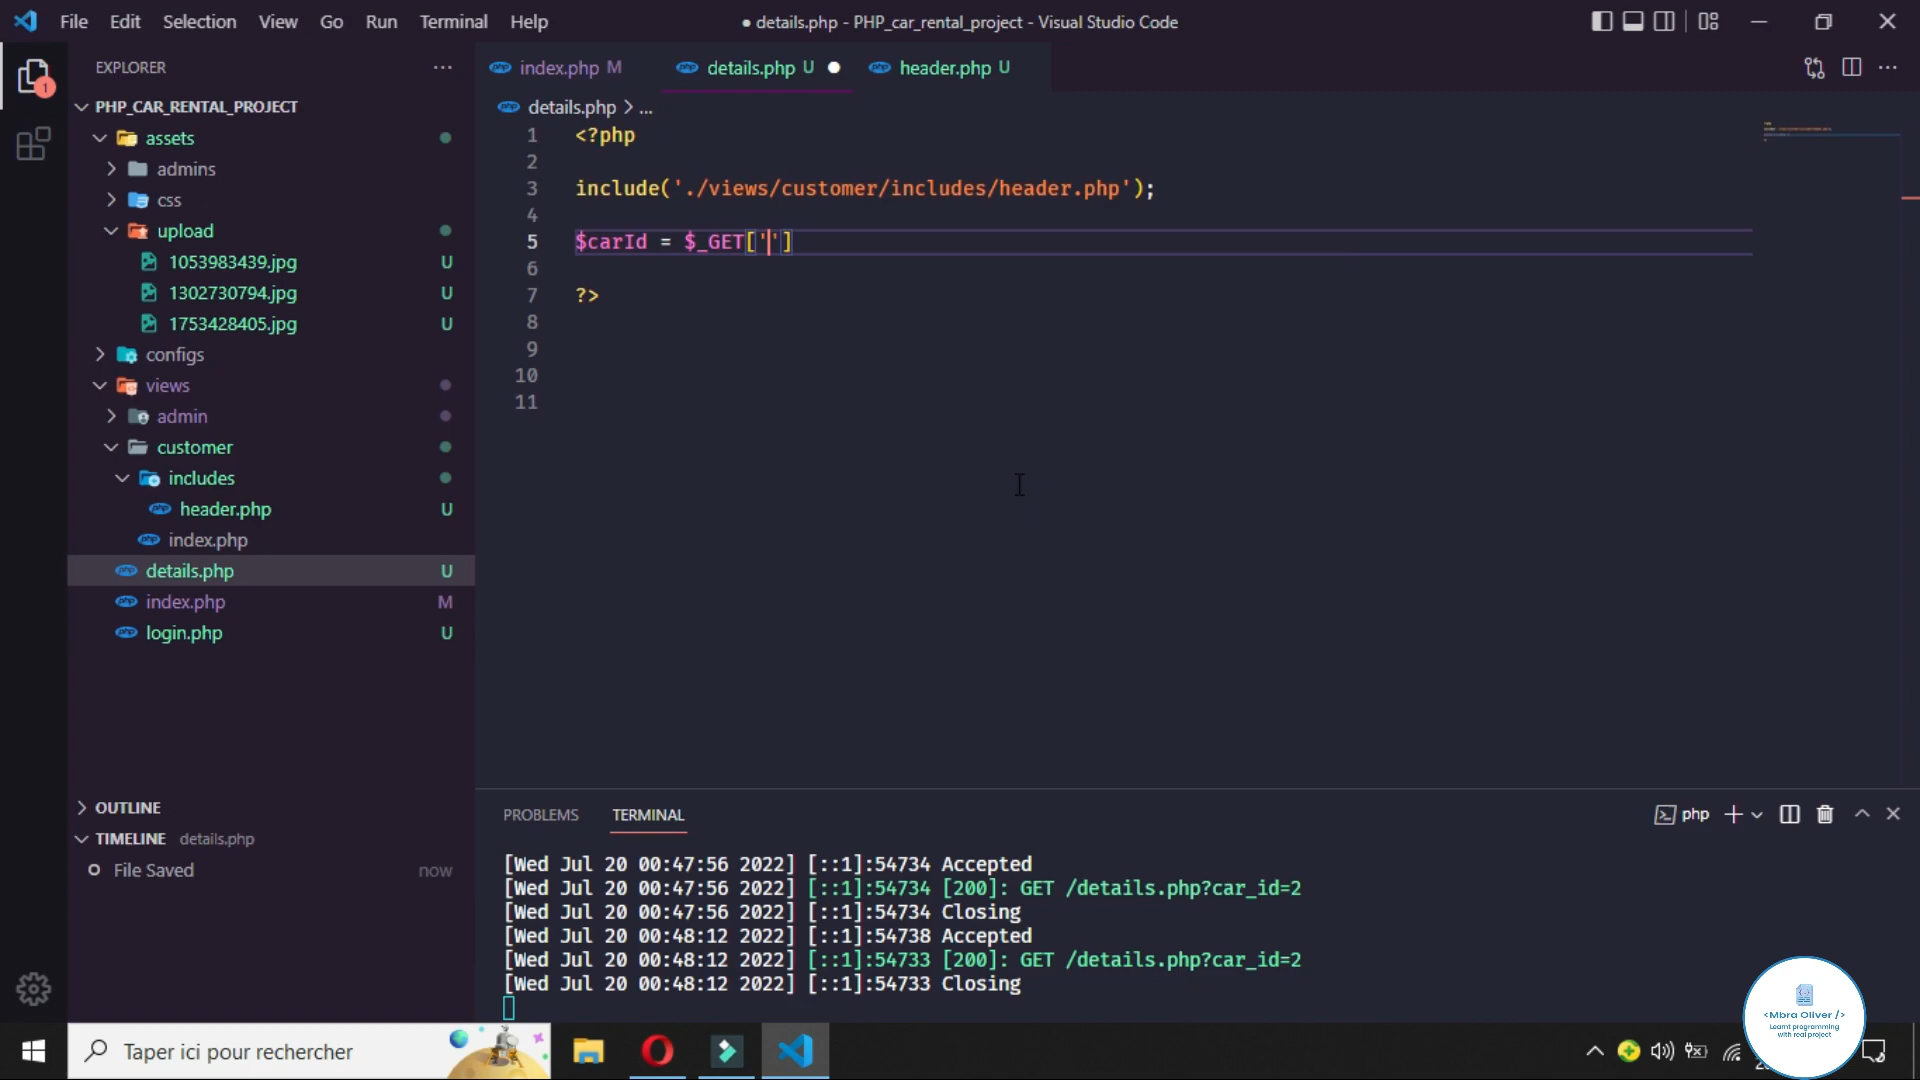 File Edit Selection View Go Run Terminal Help
● details.php - PHP_car_rental_project - Visual Studio Code
EXPLORER
1
PHP_CAR_RENTAL_PROJECT
assets
admins
css
upload
1053983439.jpg U
1302730794.jpg U
1753428405.jpg U
configs
views
admin
customer
includes
header.php U
index.php
details.php U
index.php M
login.php U
OUTLINE
TIMELINE details.php
File Saved now
index.php M
details.php U
header.php U
details.php > ...
1 <?php
2
3 include('./views/customer/includes/header.php');
4
5 $carId = $_GET['']
6
7 ?>
8
9
10
11
PROBLEMS TERMINAL
php
[Wed Jul 20 00:47:56 2022] [::1]:54734 Accepted
[Wed Jul 20 00:47:56 2022] [::1]:54734 [200]: GET /details.php?car_id=2
[Wed Jul 20 00:47:56 2022] [::1]:54734 Closing
[Wed Jul 20 00:48:12 2022] [::1]:54738 Accepted
[Wed Jul 20 00:48:12 2022] [::1]:54733 [200]: GET /details.php?car_id=2
[Wed Jul 20 00:48:12 2022] [::1]:54733 Closing
Taper ici pour rechercher
<Mbra Oliver />
Learnt programming
with real project